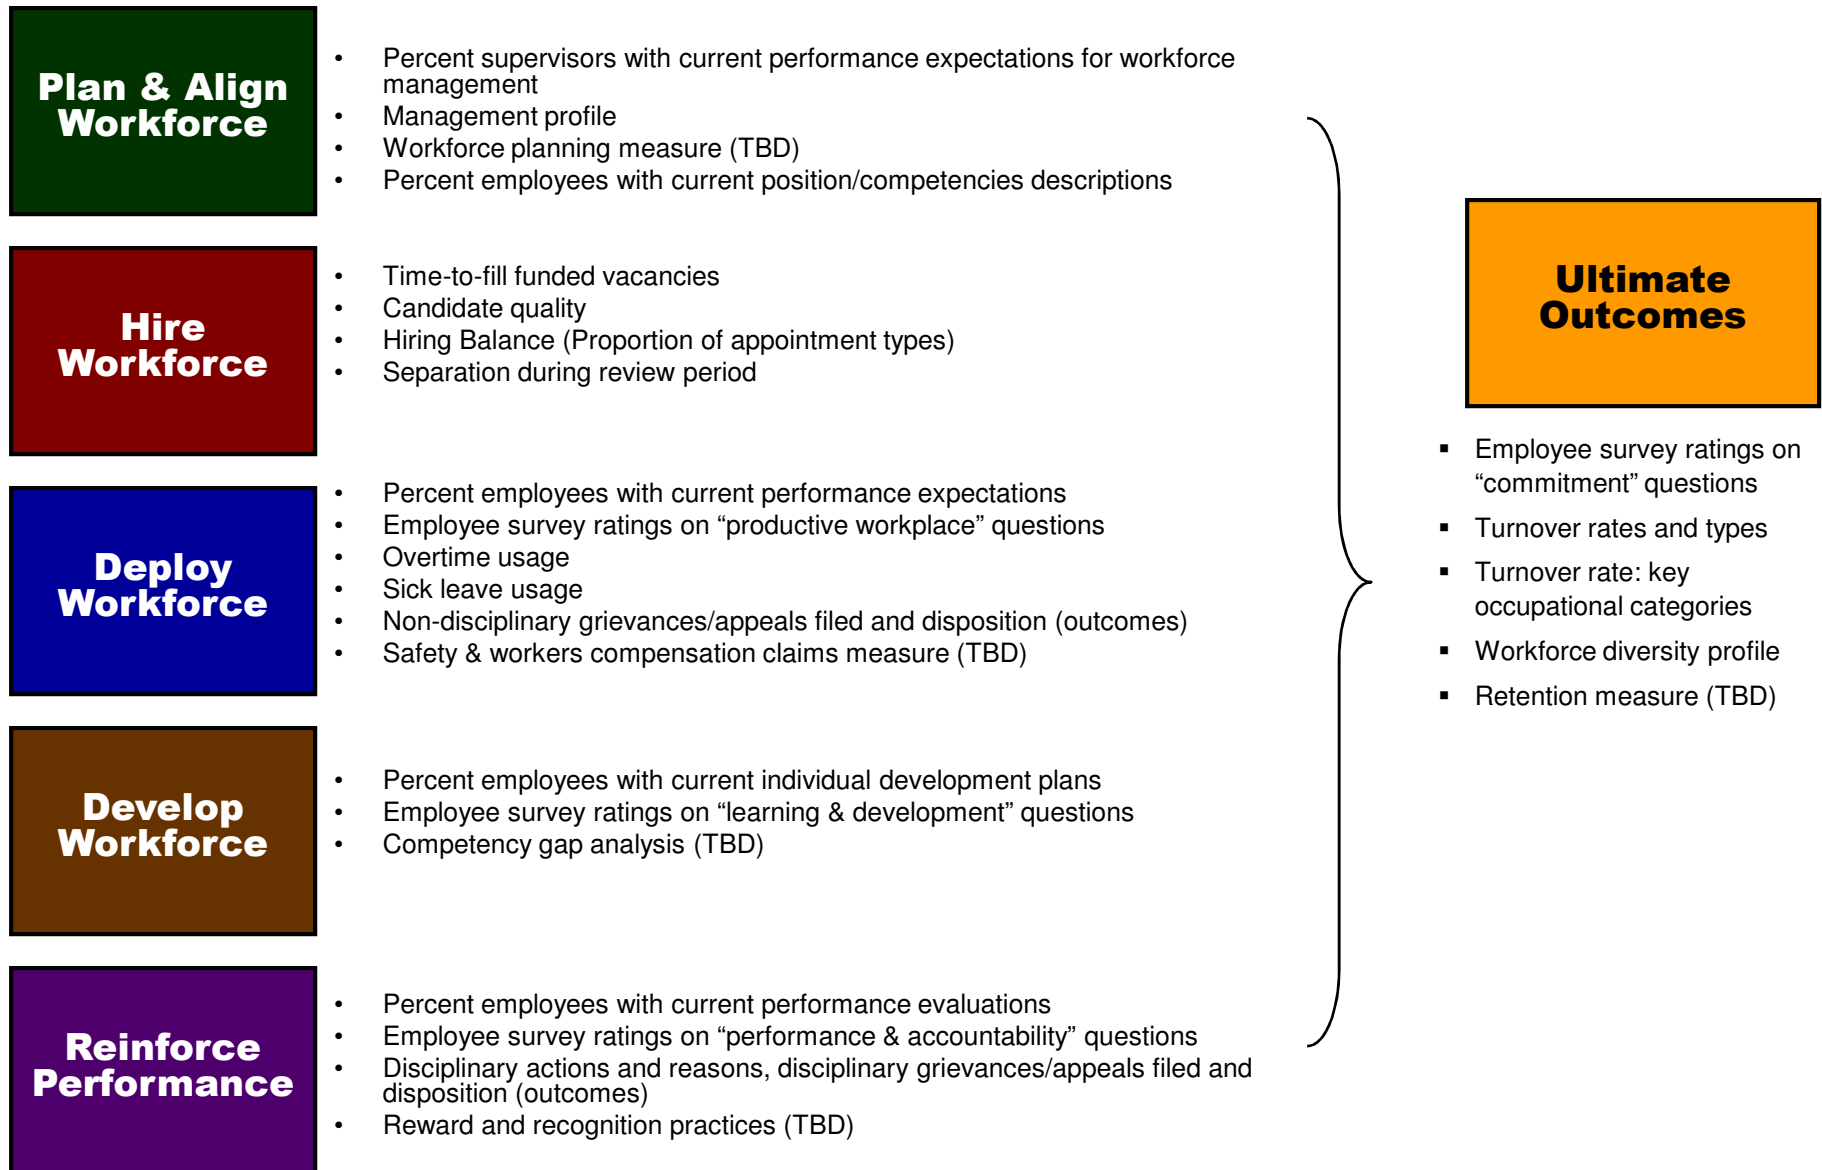 Plan & Align
Workforce
• Percent supervisors with current performance expectations for workforce
management
• Management profile
• Workforce planning measure (TBD)
• Percent employees with current position/competencies descriptions
Hire
Workforce
• Time-to-fill funded vacancies
• Candidate quality
• Hiring Balance (Proportion of appointment types)
• Separation during review period
Deploy
Workforce
• Percent employees with current performance expectations
• Employee survey ratings on “productive workplace” questions
• Overtime usage
• Sick leave usage
• Non-disciplinary grievances/appeals filed and disposition (outcomes)
• Safety & workers compensation claims measure (TBD)
Develop
Workforce
• Percent employees with current individual development plans
• Employee survey ratings on “learning & development” questions
• Competency gap analysis (TBD)
Reinforce
Performance
• Percent employees with current performance evaluations
• Employee survey ratings on “performance & accountability” questions
• Disciplinary actions and reasons, disciplinary grievances/appeals filed and
disposition (outcomes)
• Reward and recognition practices (TBD)
Ultimate
Outcomes
▪ Employee survey ratings on
“commitment” questions
▪ Turnover rates and types
▪ Turnover rate: key
occupational categories
▪ Workforce diversity profile
▪ Retention measure (TBD)